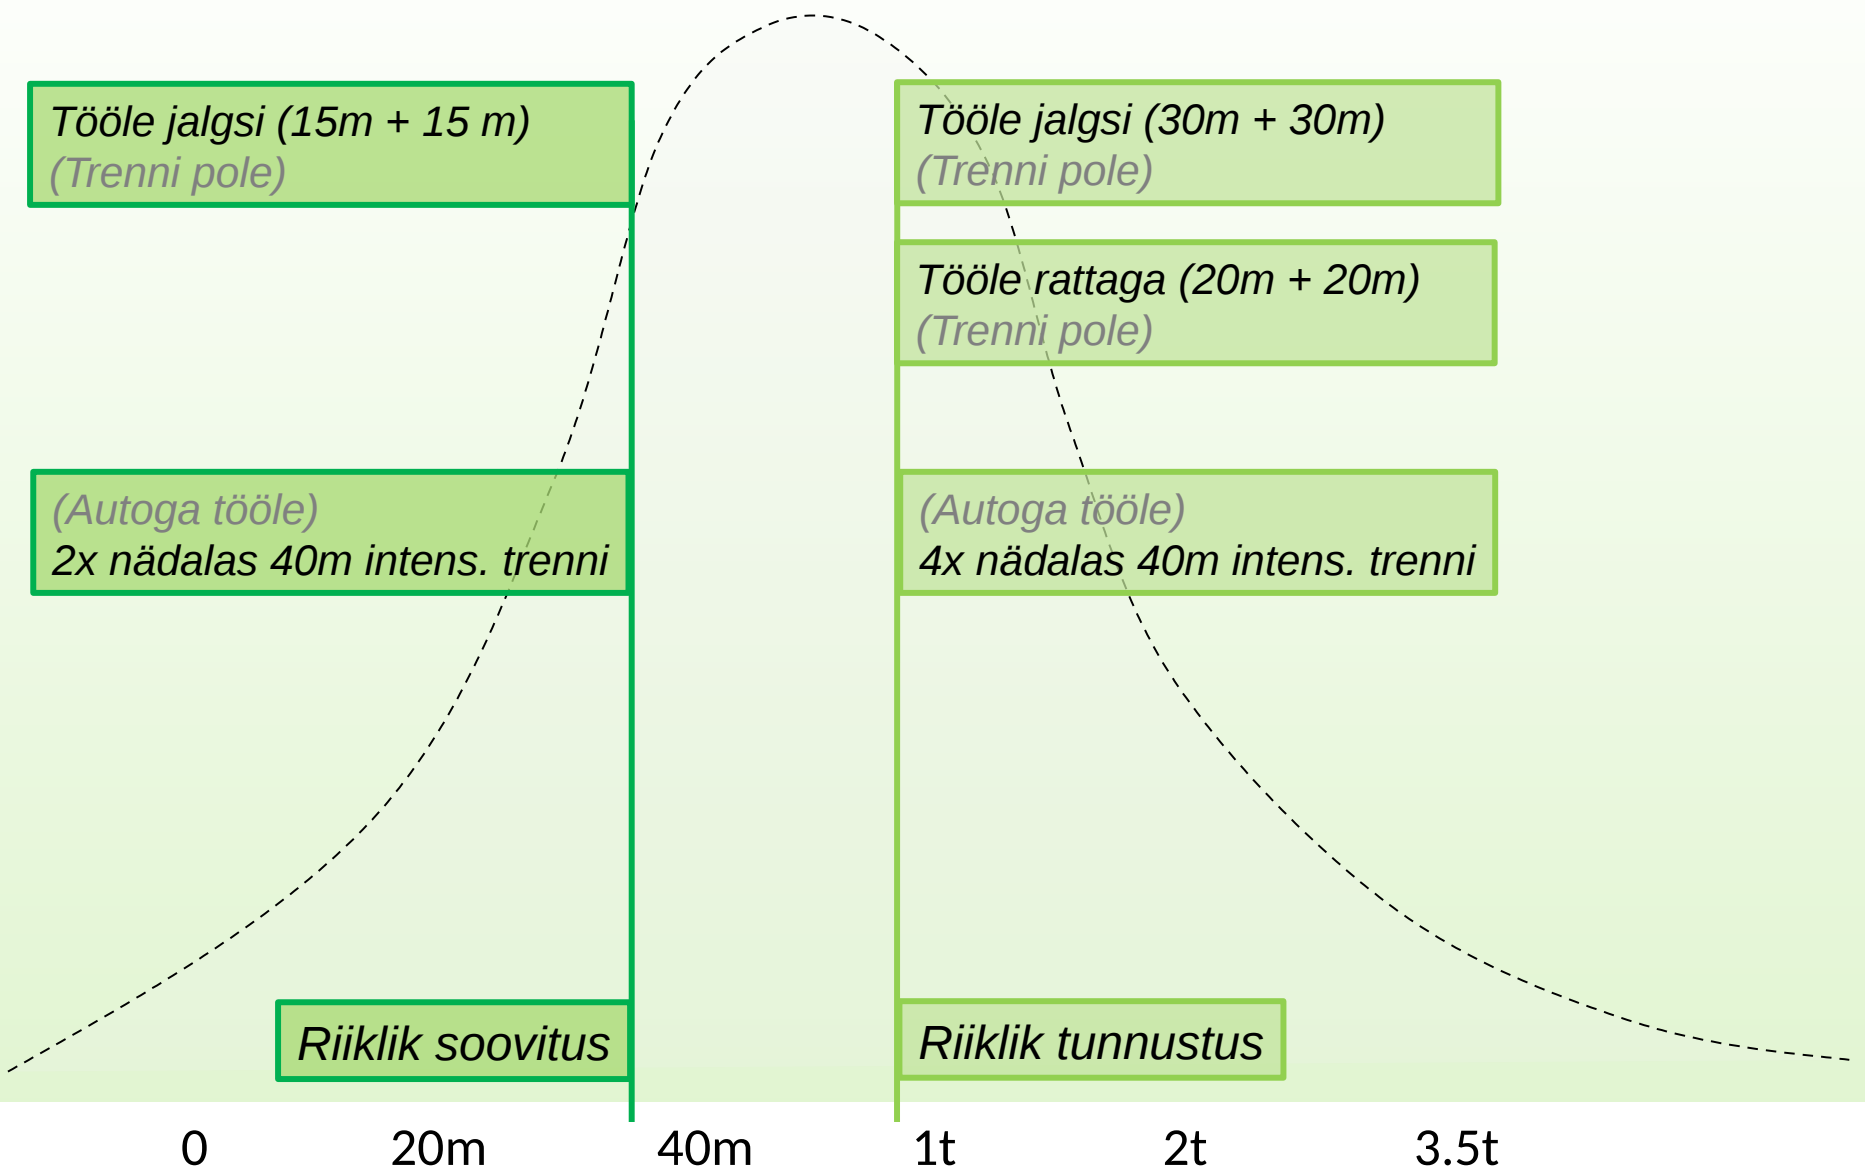 Tööle jalgsi (15m + 15 m)
(Trenni pole)
Tööle jalgsi (30m + 30m)
(Trenni pole)
Tööle rattaga (20m + 20m)
(Trenni pole)
(Autoga tööle)
2x nädalas 40m intens. trenni
(Autoga tööle)
4x nädalas 40m intens. trenni
Riiklik soovitus
Riiklik tunnustus
0 20m 40m 1t 2t 3.5t